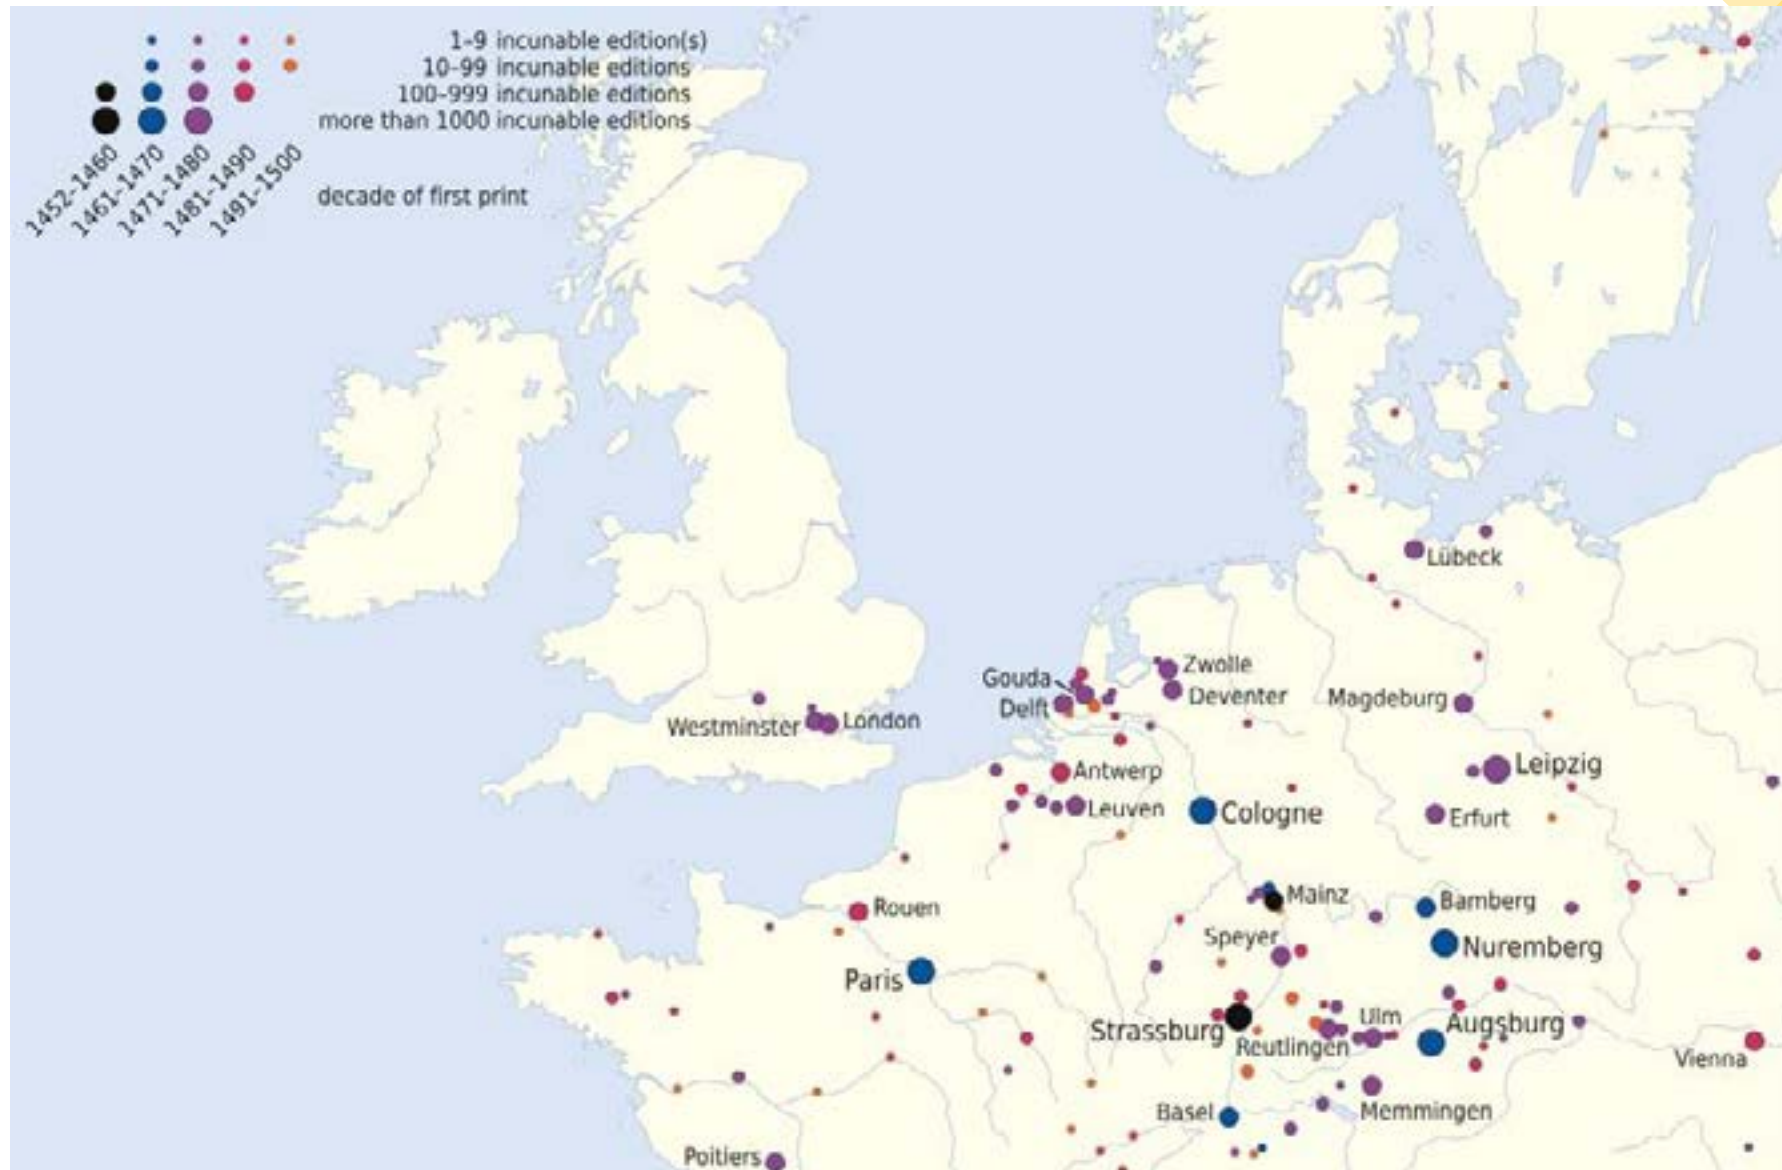 1–9 incunable edition(s)
10–99 incunable editions
100–999 incunable editions
more than 1000 incunable editions
1452-1460
1461-1470
1471-1480
1481-1490
1491-1500
decade of first print
Lübeck
Zwolle
Gouda
Deventer
Delft
Magdeburg
Westminster
London
Leipzig
Antwerp
Leuven
Cologne
Erfurt
Mainz
Bamberg
Rouen
Speyer
Nuremberg
Paris
Ulm
Augsburg
Strassburg
Reutlingen
Vienna
Basel
Memmingen
Poitiers